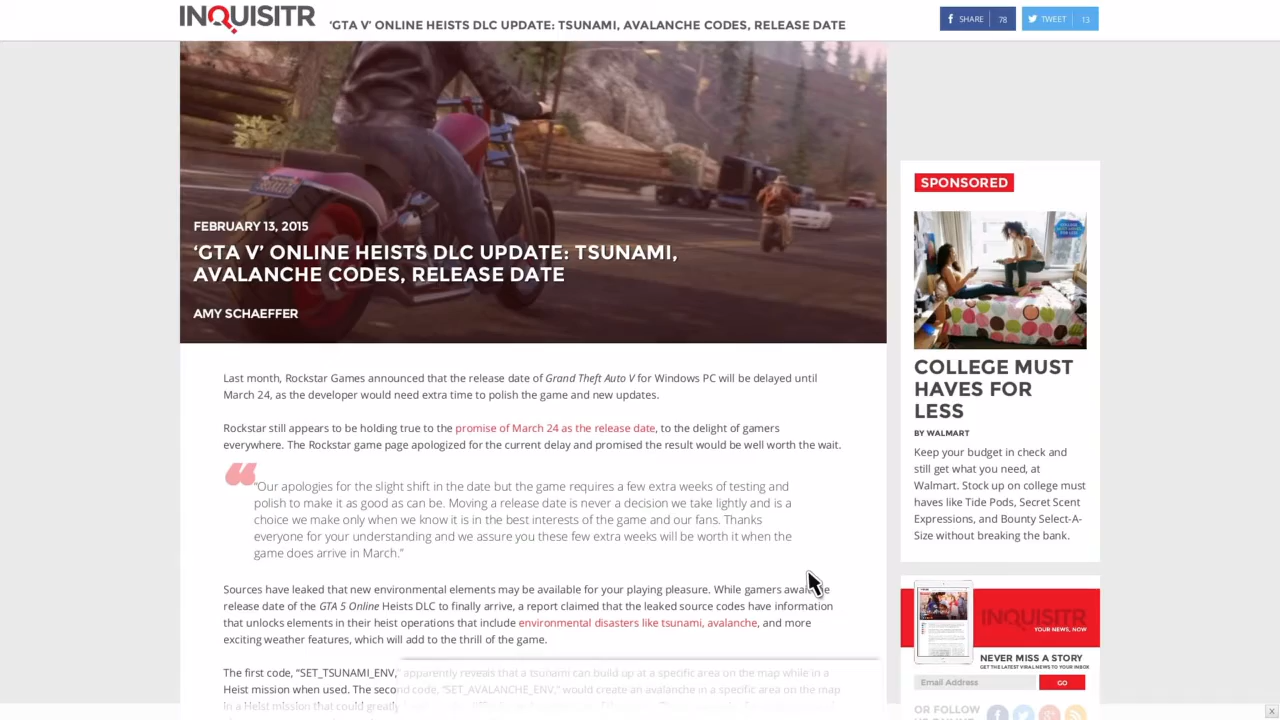 INQUISITR
‘GTA V’ ONLINE HEISTS DLC UPDATE: TSUNAMI, AVALANCHE CODES, RELEASE DATE
SHARE 78
TWEET 13
FEBRUARY 13, 2015
‘GTA V’ ONLINE HEISTS DLC UPDATE: TSUNAMI,
AVALANCHE CODES, RELEASE DATE
AMY SCHAEFFER
Last month, Rockstar Games announced that the release date of Grand Theft Auto V for Windows PC will be delayed until
March 24, as the developer would need extra time to polish the game and new updates.
Rockstar still appears to be holding true to the promise of March 24 as the release date, to the delight of gamers
everywhere. The Rockstar game page apologized for the current delay and promised the result would be well worth the wait.
“Our apologies for the slight shift in the date but the game requires a few extra weeks of testing and
polish to make it as good as can be. Moving a release date is never a decision we take lightly and is a
choice we make only when we know it is in the best interests of the game and our fans. Thanks
everyone for your understanding and we assure you these few extra weeks will be worth it when the
game does arrive in March.”
Sources have leaked that new environmental elements may be available for your playing pleasure. While gamers
release date of the GTA 5 Online Heists DLC to finally arrive, a report claimed that the leaked source codes have information
that unlocks elements in their heist operations that include environmental disasters like tsunami, avalanche, and more
exciting weather features, which will add to the thrill of the game.
The first code, “SET_TSUNAMI_ENV,” apparently reveals that a tsunami can build up at a specific area on the map while in a
Heist mission when used. The second code, “SET_AVALANCHE_ENV,” would create an avalanche in a specific area on the map
in a Heist mission that could greatly
SPONSORED
COLLEGE MUST
HAVES FOR
LESS
BY WALMART
Keep your budget in check and
still get what you need, at
Walmart. Stock up on college must
haves like Tide Pods, Secret Scent
Expressions, and Bounty Select-A-
Size without breaking the bank.
INQUISITR
YOUR NEWS, NOW
NEVER MISS A STORY
GET THE LATEST VIRAL NEWS TO YOUR INBOX
Email Address
GO
OR FOLLOW